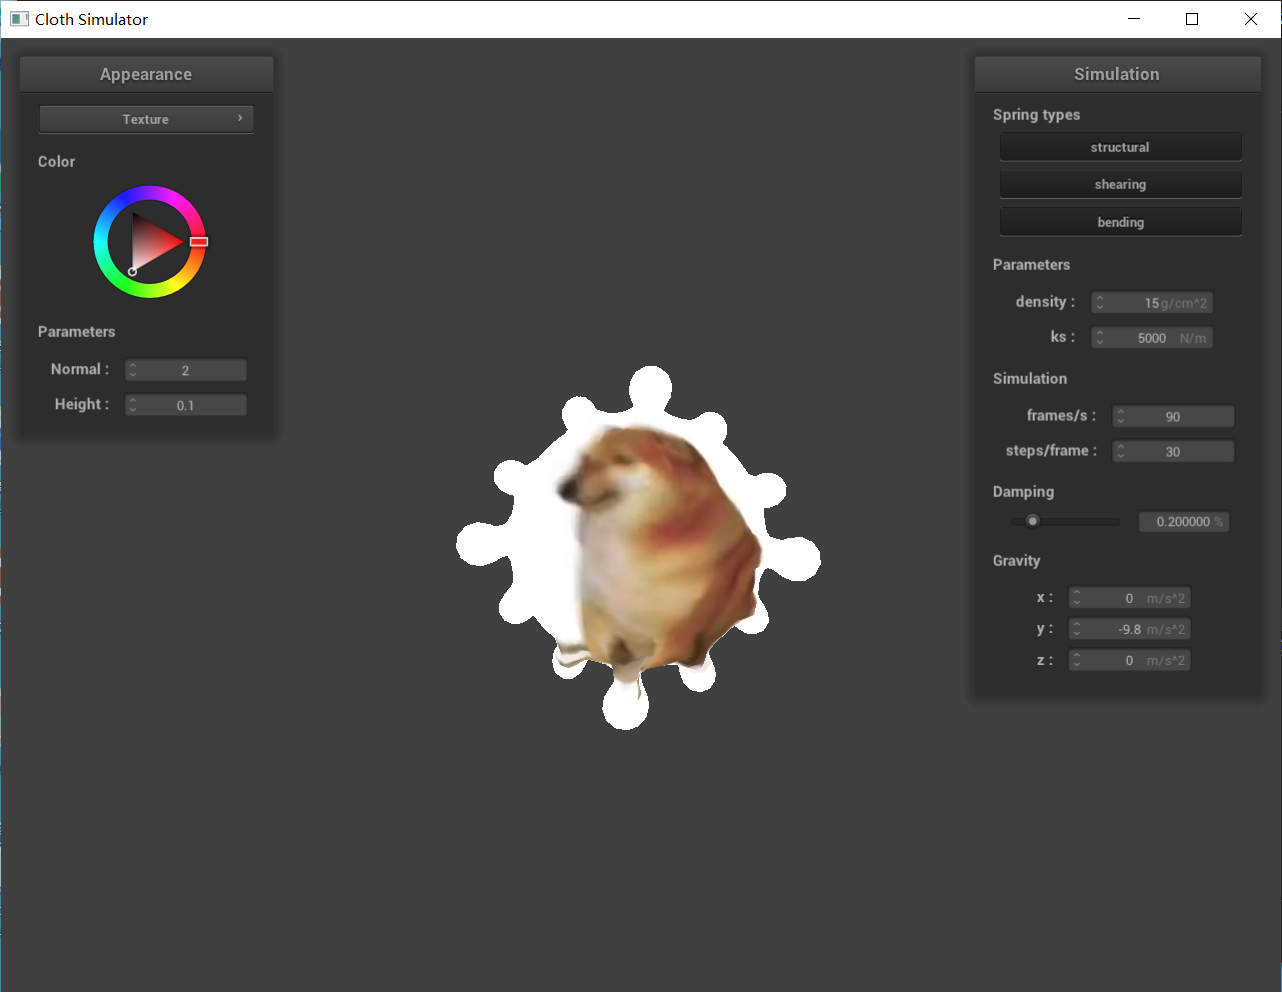 Cloth Simulator
Appearance
Texture
Color
Parameters
Normal : 2
Height : 0.1
Simulation
Spring types
structural
shearing
bending
Parameters
density : 15 g/cm^2
ks : 5000 N/m
Simulation
frames/s : 90
steps/frame : 30
Damping
0.200000 %
Gravity
x : 0 m/s^2
y : -9.8 m/s^2
z : 0 m/s^2